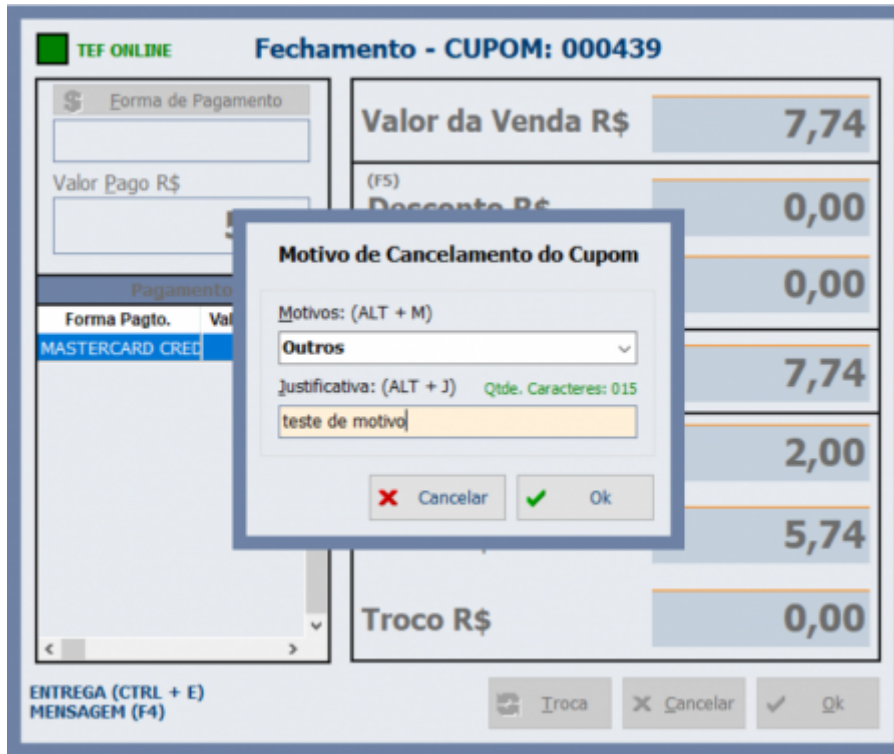 TEF ONLINE
Fechamento - CUPOM: 000439
$ Forma de Pagamento
Valor Pago R$
Pagamento
Forma Pagto.
MASTERCARD CRED
Valor da Venda R$ 7,74
(F5)
Desconto R$ 0,00
0,00
7,74
2,00
5,74
Troco R$ 0,00
Motivo de Cancelamento do Cupom
Motivos: (ALT + M)
Outros
Justificativa: (ALT + J) Qtde. Caracteres: 015
teste de motivo
Cancelar Ok
ENTREGA (CTRL + E)
MENSAGEM (F4)
Troca Cancelar Ok